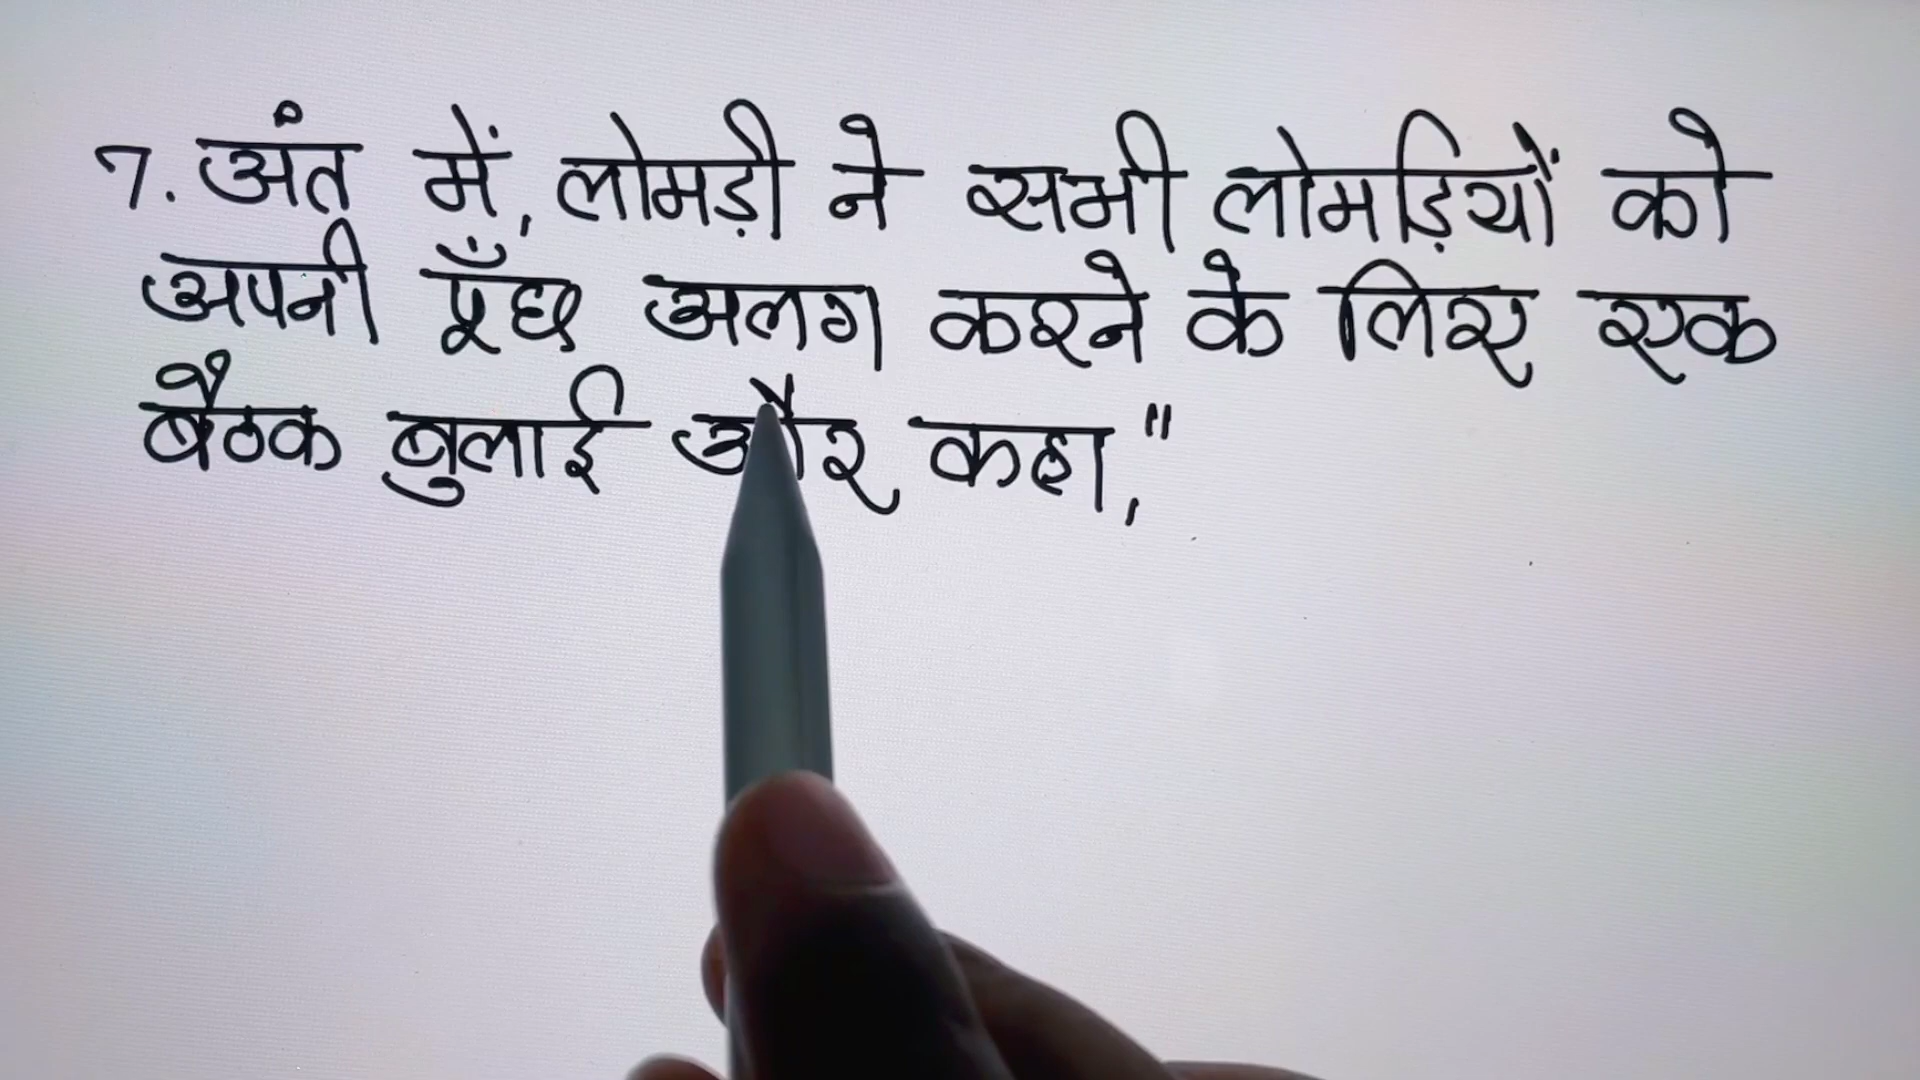 7. अंत में, लोमड़ी ने सभी लोमड़ियों को
अपनी पूँछ अलग करने के लिए एक
बैठक बुलाई और कहा,"